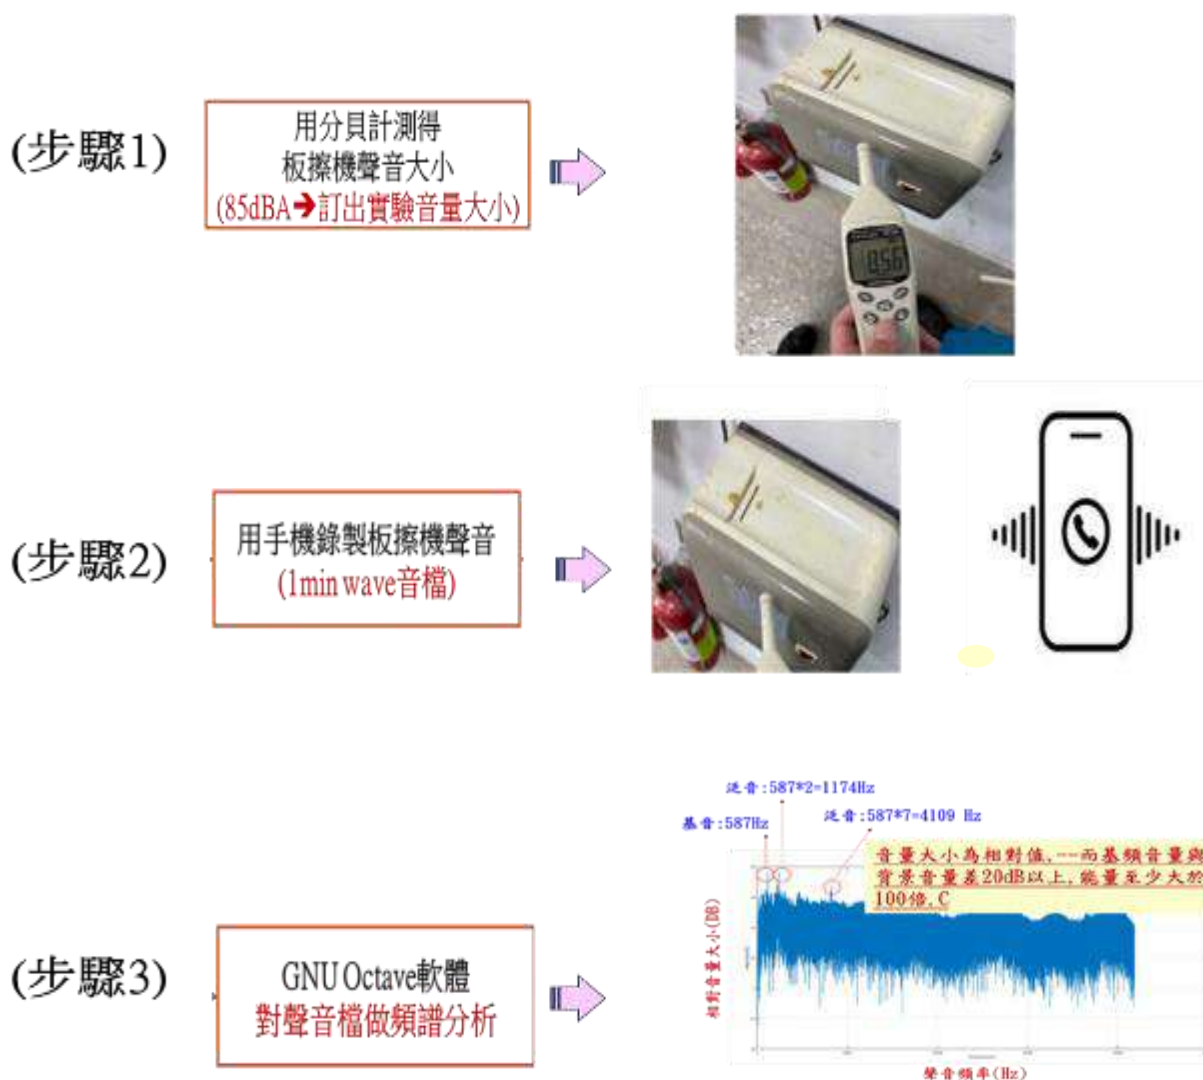 (步驟1)
用分貝計測得
板擦機聲音大小
(85dBA➔訂出實驗音量大小)
(步驟2)
用手機錄製板擦機聲音
(1min wave音檔)
(步驟3)
GNU Octave軟體
對聲音檔做頻譜分析
泛音:587*2=1174Hz
基音:587Hz
泛音:587*7=4109 Hz
音量大小為相對值,--而基頻音量與
背景音量差20dB以上,能量至少大於
100倍.C
相對音量大小(DB)
聲音頻率(Hz)